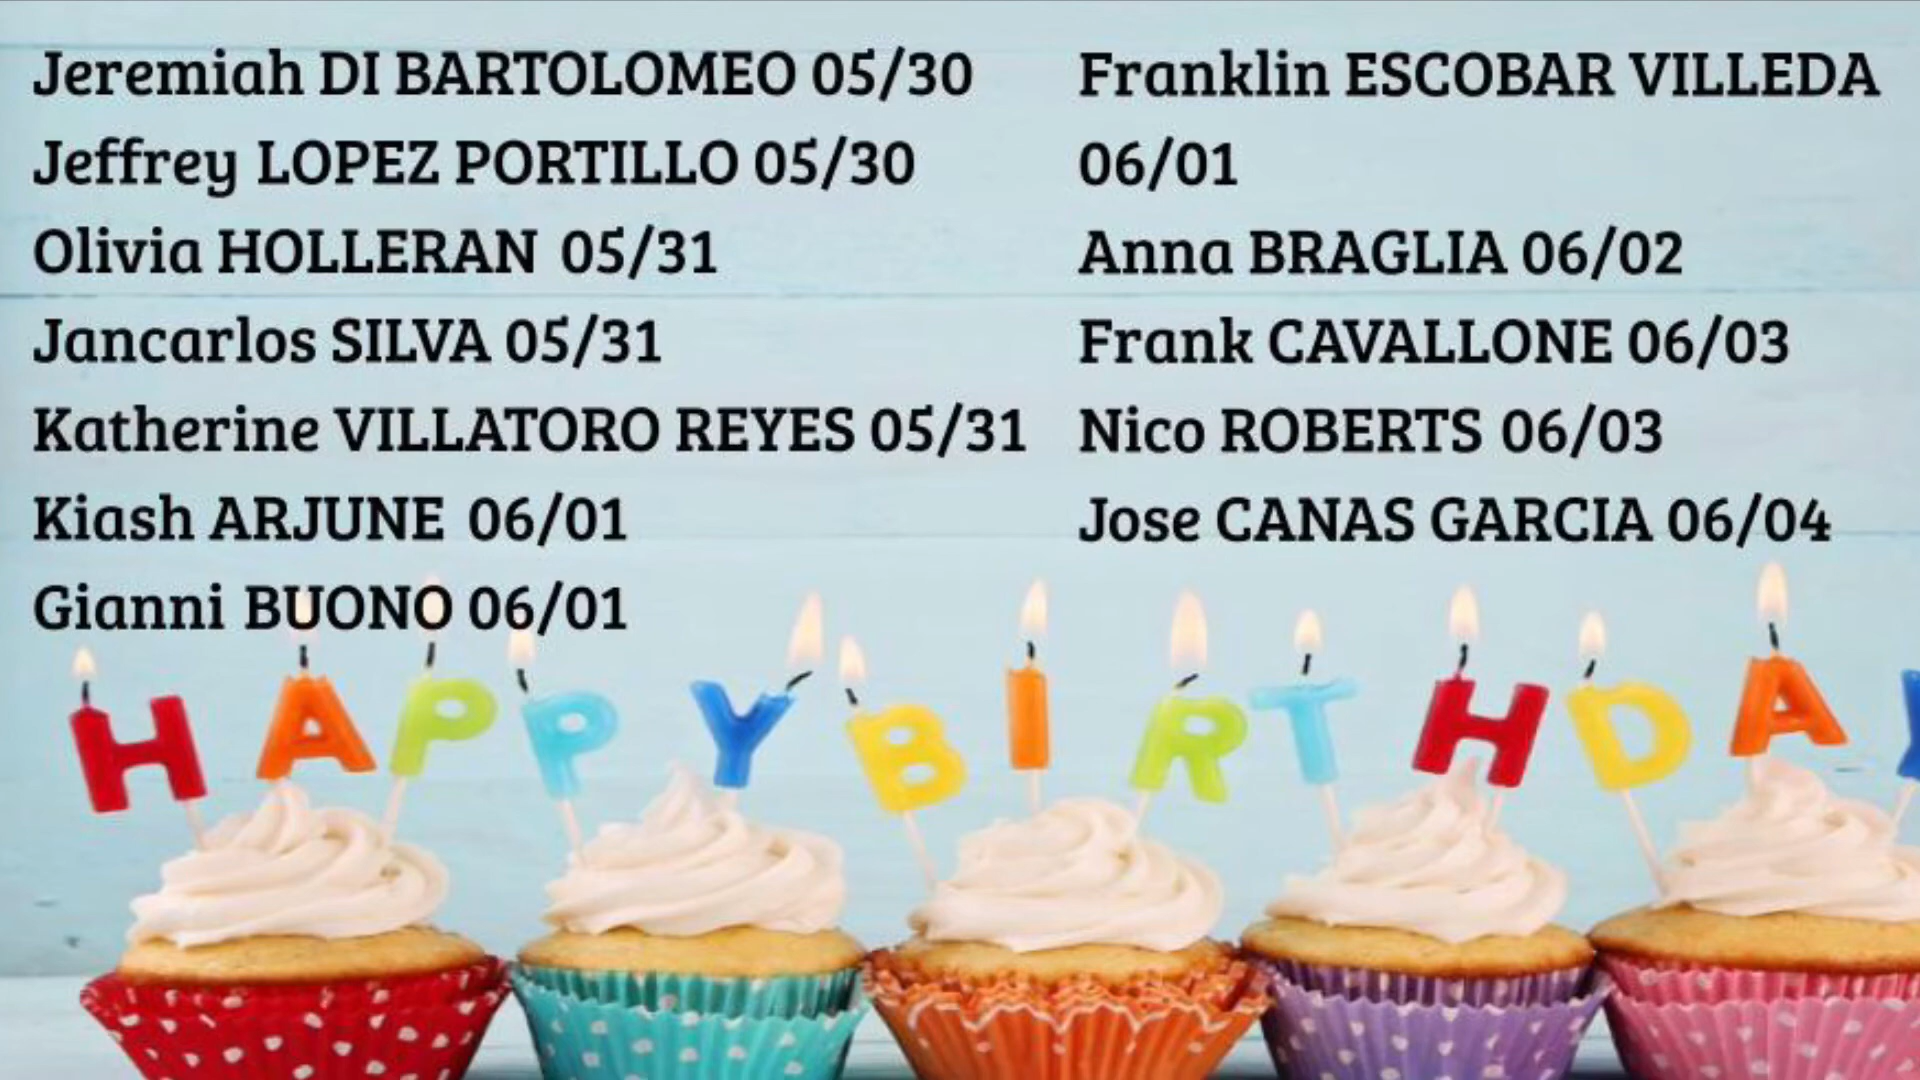 Jeremiah DI BARTOLOMEO 05/30
Jeffrey LOPEZ PORTILLO 05/30
Olivia HOLLERAN 05/31
Jancarlos SILVA 05/31
Katherine VILLATORO REYES 05/31
Kiash ARJUNE 06/01
Gianni BUONO 06/01
Franklin ESCOBAR VILLEDA
06/01
Anna BRAGLIA 06/02
Frank CAVALLONE 06/03
Nico ROBERTS 06/03
Jose CANAS GARCIA 06/04
HAPPY BIRTHDAY